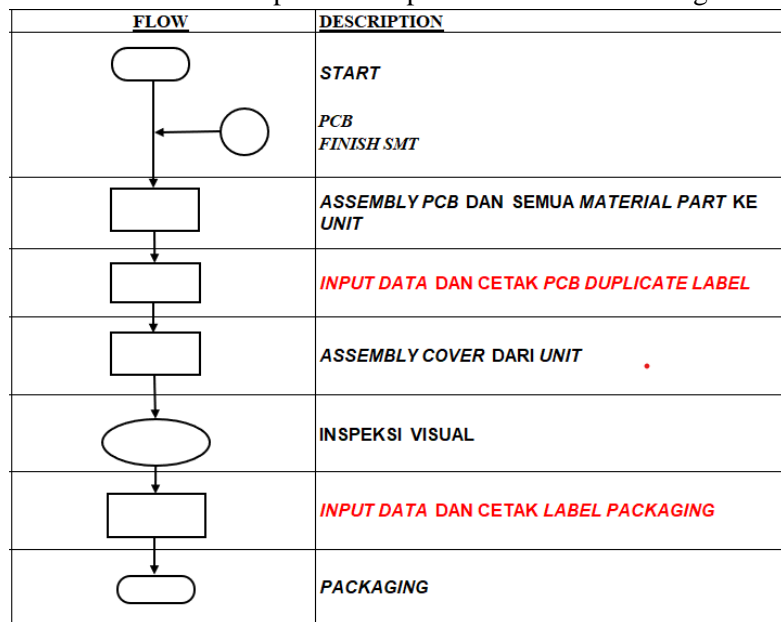 FLOW DESCRIPTION
START
PCB
FINISH SMT
ASSEMBLY PCB DAN SEMUA MATERIAL PART KE
UNIT
INPUT DATA DAN CETAK PCB DUPLICATE LABEL
ASSEMBLY COVER DARI UNIT
INSPEKSI VISUAL
INPUT DATA DAN CETAK LABEL PACKAGING
PACKAGING